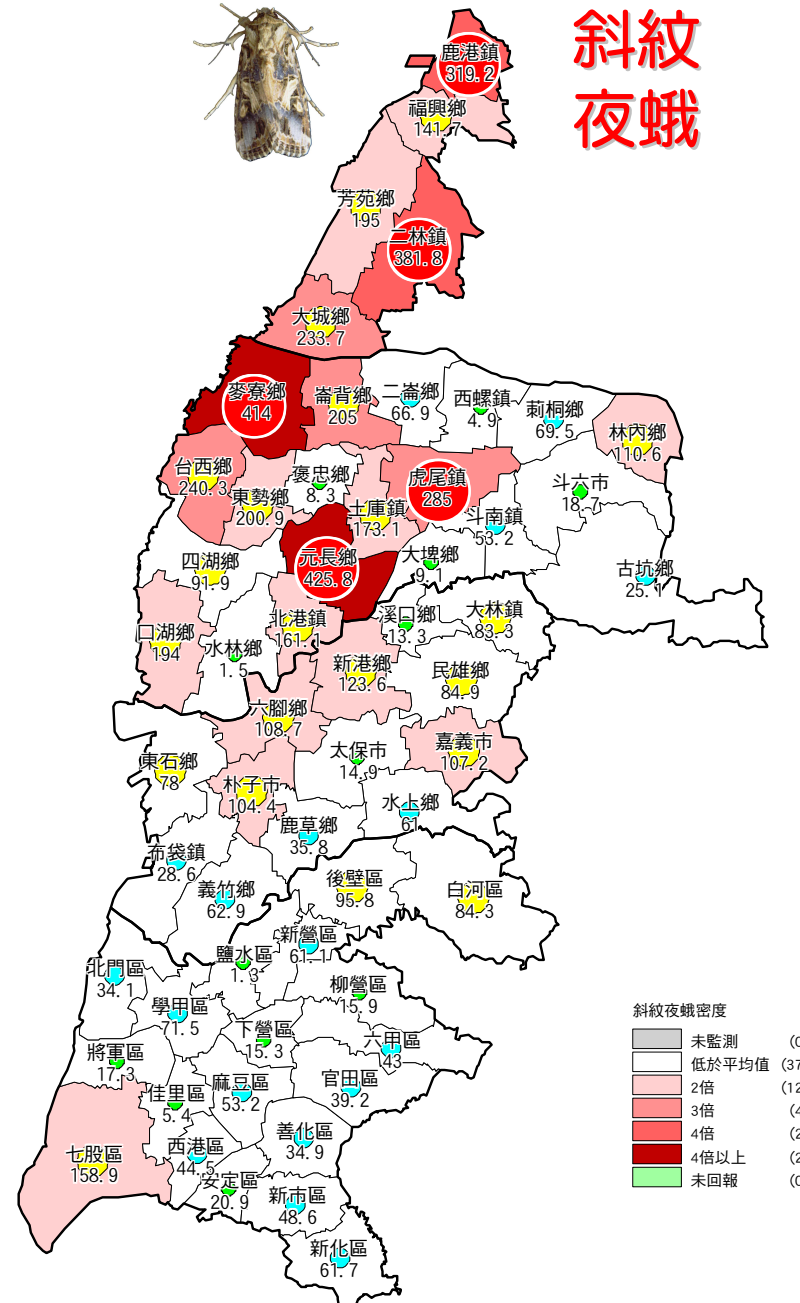 斜紋
夜蛾
鹿港鎮
319.2
福興鄉
141.7
芳苑鄉
195
二林鎮
381.8
大城鄉
233.7
麥寮鄉
414
崙背鄉
205
二崙鄉
66.9
西螺鎮
4.9
莿桐鄉
69.5
林內鄉
110.6
台西鄉
240.3
東勢鄉
200.9
褒忠鄉
8.3
土庫鎮
173.1
虎尾鎮
285
斗南鎮
53.2
斗六市
18.7
四湖鄉
91.9
元長鄉
425.8
大埤鄉
9.1
古坑鄉
25.1
口湖鄉
194
水林鄉
1.5
北港鎮
161.1
溪口鄉
13.3
大林鎮
83.3
新港鄉
123.6
民雄鄉
84.9
六腳鄉
108.7
東石鄉
78
朴子市
104.4
太保市
14.9
嘉義市
107.2
鹿草鄉
35.8
水上鄉
61
布袋鎮
28.6
義竹鄉
62.9
後壁區
95.8
白河區
84.3
新營區
61.1
鹽水區
1.3
北門區
34.1
學甲區
71.5
柳營區
15.9
下營區
15.3
六甲區
43
將軍區
17.3
佳里區
5.4
麻豆區
53.2
官田區
39.2
七股區
158.9
西港區
44.5
善化區
34.9
安定區
20.9
新市區
48.6
新化區
61.7
斜紋夜蛾密度
未監測 (0
低於平均值 (37
2倍 (12
3倍 (4
4倍 (2
4倍以上 (2
未回報 (0